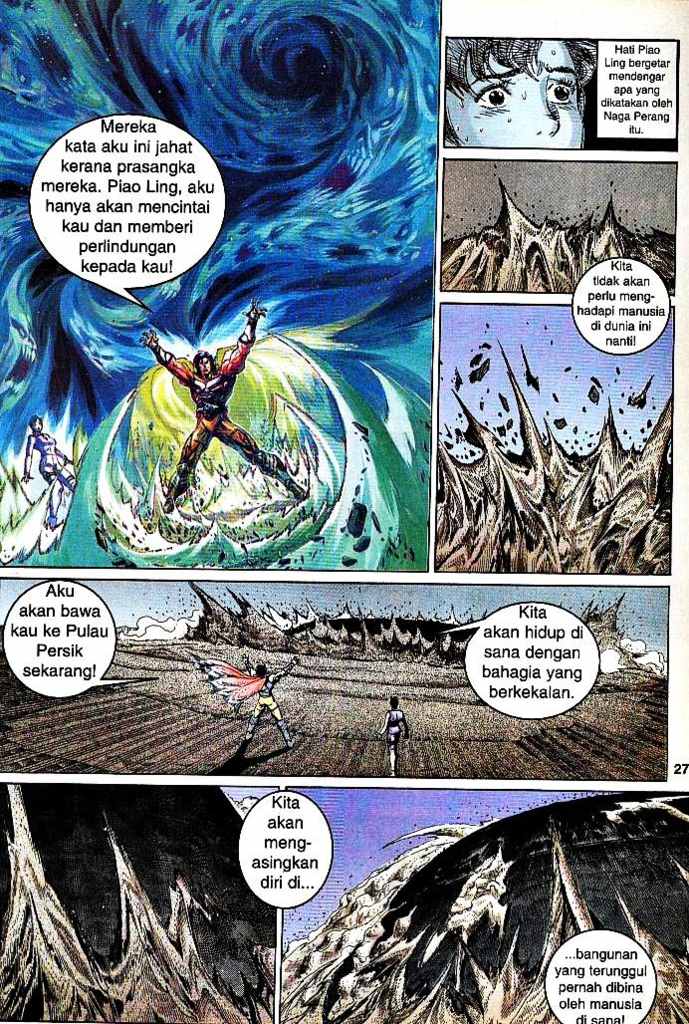 Mereka
kata aku ini jahat
kerana prasangka
mereka. Piao Ling, aku
hanya akan mencintai
kau dan memberi
perlindungan
kepada kau!
Hati Piao
Ling bergetar
mendengar
apa yang
dikatakan oleh
Naga Perang
itu.
Kita
tidak akan
perlu meng-
hadapi manusia
di dunia ini
nanti!
Aku
akan bawa
kau ke Pulau
Persik
sekarang!
Kita
akan hidup di
sana dengan
bahagia yang
berkekalan.
27
Kita
akan
meng-
asingkan
diri di...
...bangunan
yang terunggul
pernah dibina
oleh manusia
di sana!